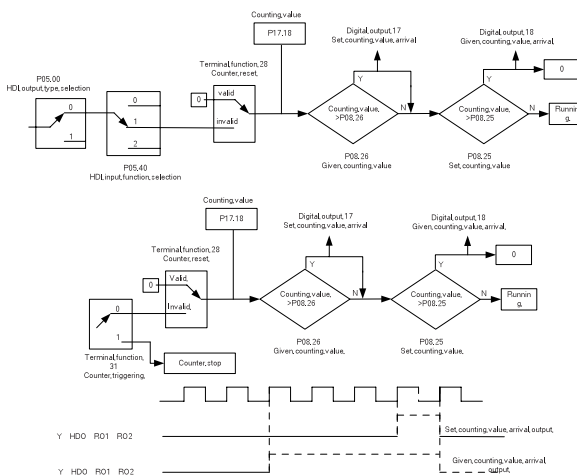 Counting,value
P17.18
Digital,output,17
Set,counting,value,arrival
Digital,output,18
Given,counting,value,arrival,
Terminal,function,28
Counter,reset,
P05,00
HDI,output,type,selection
valid
0
invalid
0
1
0
1
2
P05,40
HDI,input,function,selection
Y
Counting,value,
>P08,26
N
P08.26
Given,counting,value
Y
Counting,value,
>P08.25
N
P08.25
Set,counting,value
0
Runnin
g,
Counting,value
P17.18
Digital,output,17
Set,counting,value,arrival
Digital,output,18
Given,counting,value,arrival,
Terminal,function,28
Counter,reset,
Valid,
0
Invalid,
0
1
Terminal,function,
31
Counter,triggering,
Counter,stop
Y
Counting,value,
>P08.26
N
P08.26
Given,counting,value,
Y
Counting,value,
>P08.25
N
P08.25
Set,counting,value,
0
Runnin
g,
Y HDO RO1 RO2
Set,counting,value,arrival,output,
Y HDO RO1 RO2
Given,counting,value,arrival,
output,